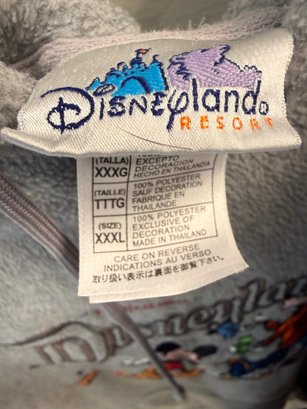 Disneyland
RESORT
(TALLA)
XXXG
EXCEPTO
DECORACION
HECHO EN THAILANDIA
(TAILLE)
TTTG
100% POLYESTER
SAUF DECORATION
FABRIQUE EN
THAILANDE
(SIZE)
XXXL
100% POLYESTER
EXCLUSIVE OF
DECORATION
MADE IN THAILAND
CARE ON REVERSE
INDICATIONS AU VERSO
取り扱い表示は裏面を御覧下さい
Disneyland